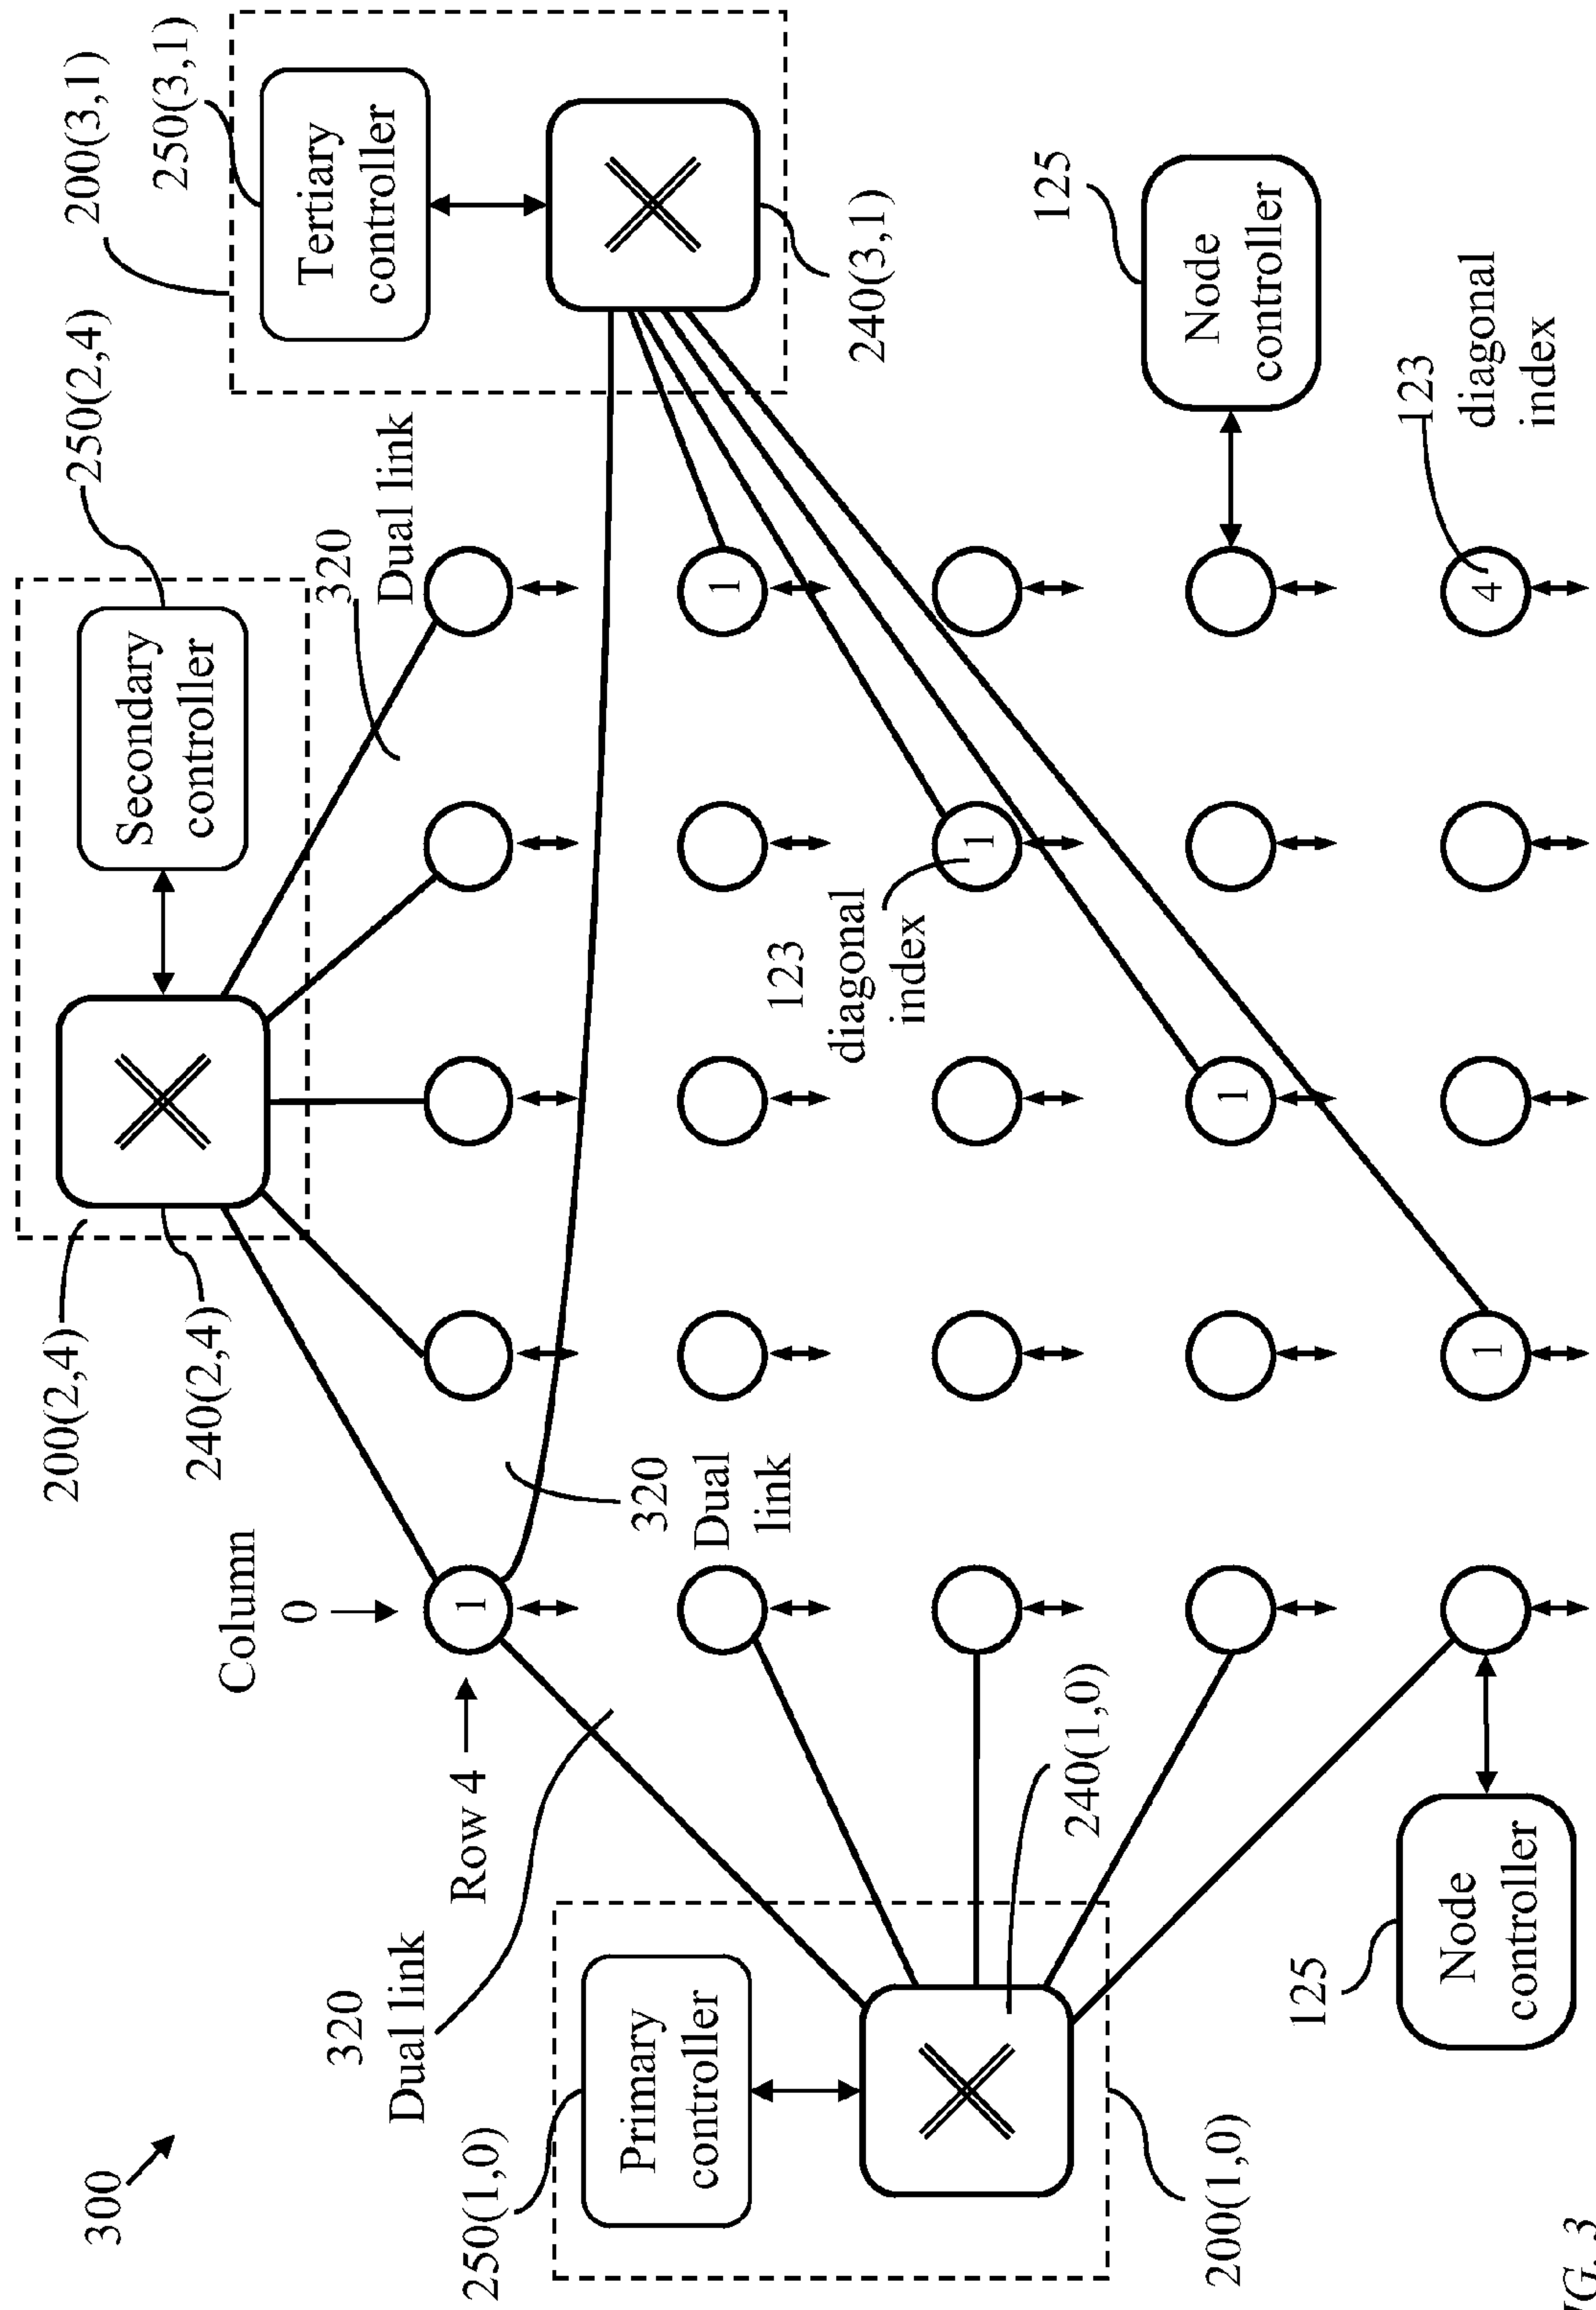 300
200(2,4)
240(2,4)
250(2,4)
200(3,1)
250(3,1)
Secondary
controller
Tertiary
controller
240(3,1)
Column
0
Row 4
320
Dual link
320
Dual link
320
Dual
link
250(1,0)
Primary
controller
240(1,0)
200(1,0)
1
1
123
diagonal
index
1
1
1
125
Node
controller
125
Node
controller
123
diagonal
index
4
IG. 3